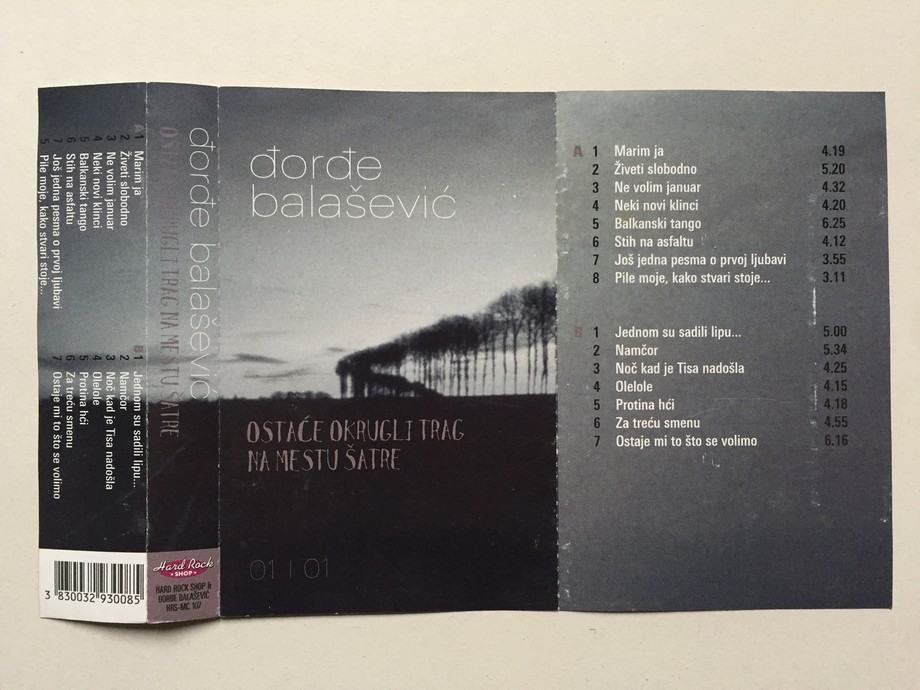 A 1 Marim ja
2 Živeti slobodno
3 Ne volim januar
4 Neki novi klinci
5 Balkanski tango
6 Stih na asfaltu
7 Još jedna pesma o prvoj ljubavi
5 Pile moje, kako stvari stoje...
B 1 Jednom su sadili lipu...
2 Namčor
3 Noć kad je Tisa nadošla
4 Olelole
5 Protina hći
6 Za treću smenu
7 Ostaje mi to što se volimo
3 830032 930085
đorđe balašević
OSTAĆE OKRUGLI TRAG NA MESTU ŠATRE
Hard Rock
SHOP
HARD ROCK SHOP &
ĐORĐE BALAŠEVIĆ
HRS-MC 107
đorđe
balašević
OSTAĆE OKRUGLI TRAG
NA MESTU ŠATRE
01 | 01
A 1 Marim ja 4.19
2 Živeti slobodno 5.20
3 Ne volim januar 4.32
4 Neki novi klinci 4.20
5 Balkanski tango 6.25
6 Stih na asfaltu 4.12
7 Još jedna pesma o prvoj ljubavi 3.55
8 Pile moje, kako stvari stoje... 3.11
B 1 Jednom su sadili lipu... 5.00
2 Namčor 5.34
3 Noć kad je Tisa nadošla 4.25
4 Olelole 4.15
5 Protina hći 4.18
6 Za treću smenu 4.55
7 Ostaje mi to što se volimo 6.16